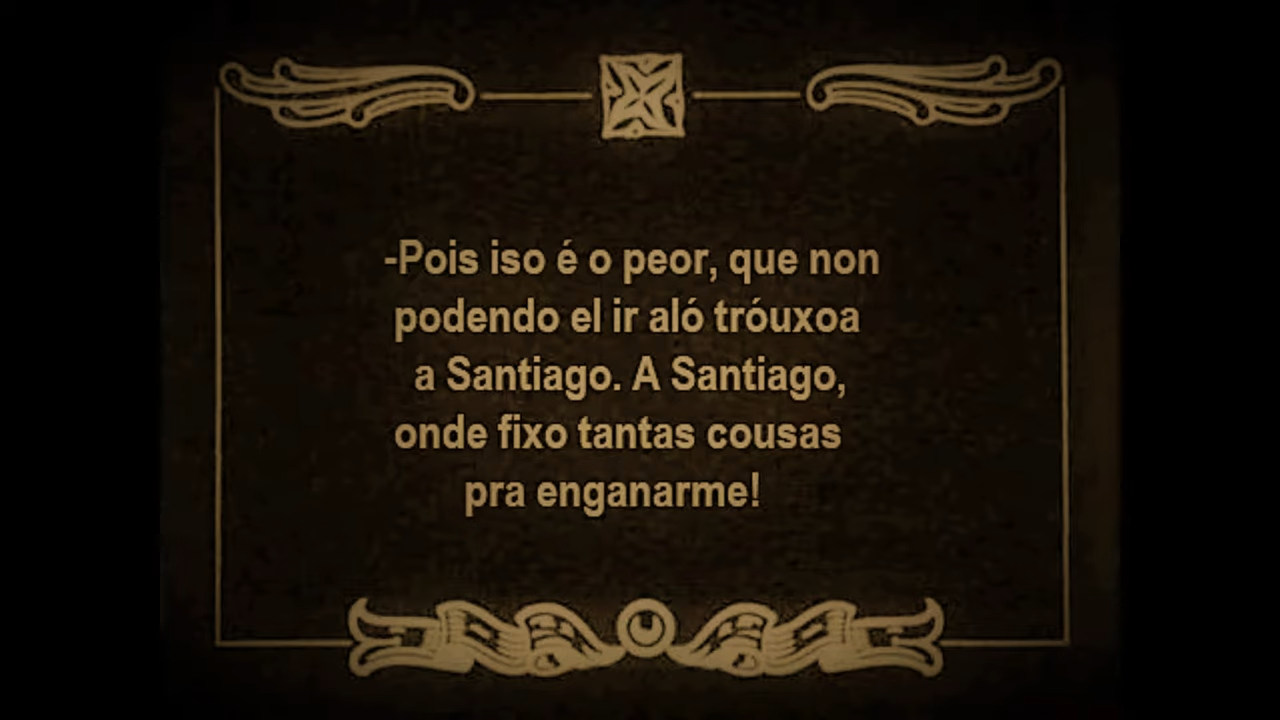 -Pois iso é o peor, que non
podendo el ir aló tróuxoa
a Santiago. A Santiago,
onde fixo tantas cousas
pra enganarme!